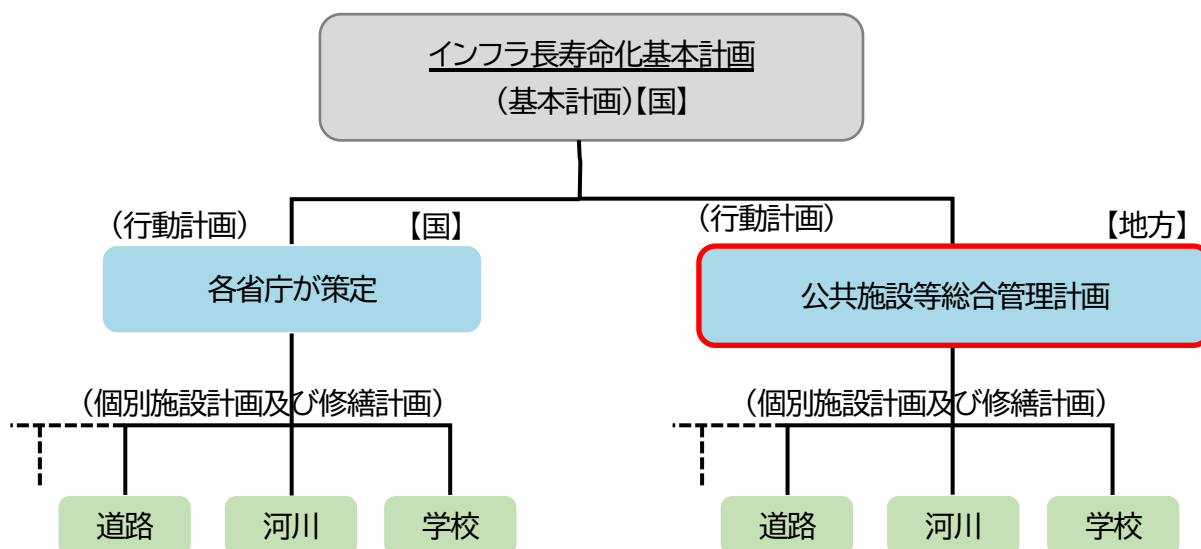 インフラ長寿命化基本計画
（基本計画）【国】
（行動計画）
【国】
（行動計画）
【地方】
各省庁が策定
公共施設等総合管理計画
（個別施設計画及び修繕計画）
（個別施設計画及び修繕計画）
道路
河川
学校
道路
河川
学校